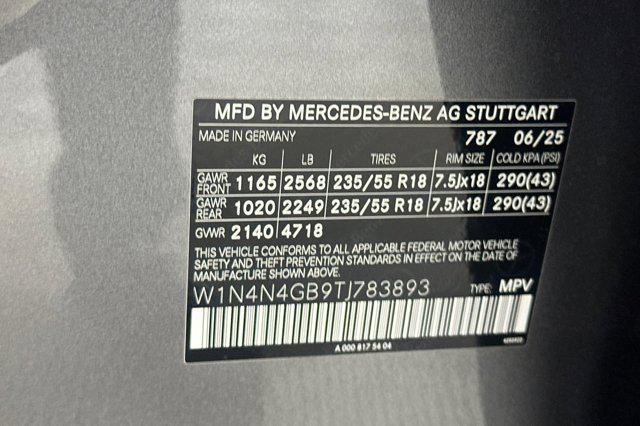 MFD BY MERCEDES-BENZ AG STUTTGART
MADE IN GERMANY 787 06/25
KG LB TIRES RIM SIZE COLD KPA(PSI)
GAWR FRONT 1165 2568 235/55 R18 7.5Jx18 290(43)
GAWR REAR 1020 2249 235/55 R18 7.5Jx18 290(43)
GVWR 2140 4718
THIS VEHICLE CONFORMS TO ALL APPLICABLE FEDERAL MOTOR VEHICLE
SAFETY AND THEFT PREVENTION STANDARDS IN EFFECT ON THE DATE OF
MANUFACTURE SHOWN ABOVE.
W1N4N4GB9TJ783893 TYPE: MPV
A 000 817 54 04